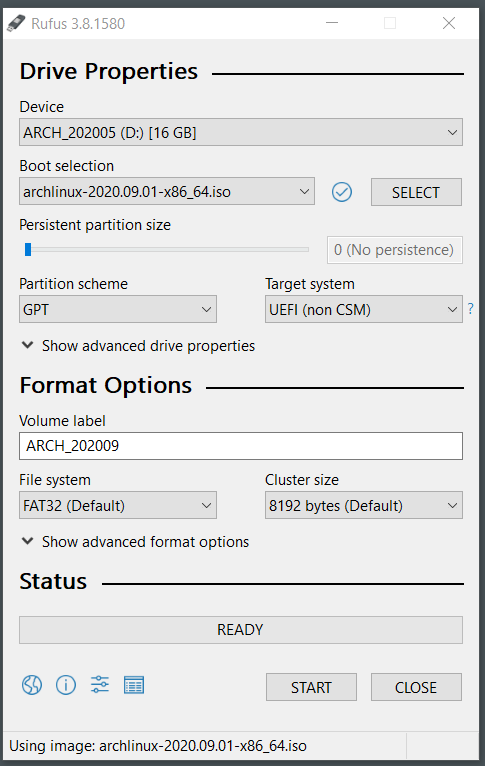 Rufus 3.8.1580
Drive Properties
Device
ARCH_202005 (D:) [16 GB]
Boot selection
archlinux-2020.09.01-x86_64.iso
SELECT
Persistent partition size
0 (No persistence)
Partition scheme
Target system
GPT
UEFI (non CSM)
?
Show advanced drive properties
Format Options
Volume label
ARCH_202009
File system
Cluster size
FAT32 (Default)
8192 bytes (Default)
Show advanced format options
Status
READY
START
CLOSE
Using image: archlinux-2020.09.01-x86_64.iso